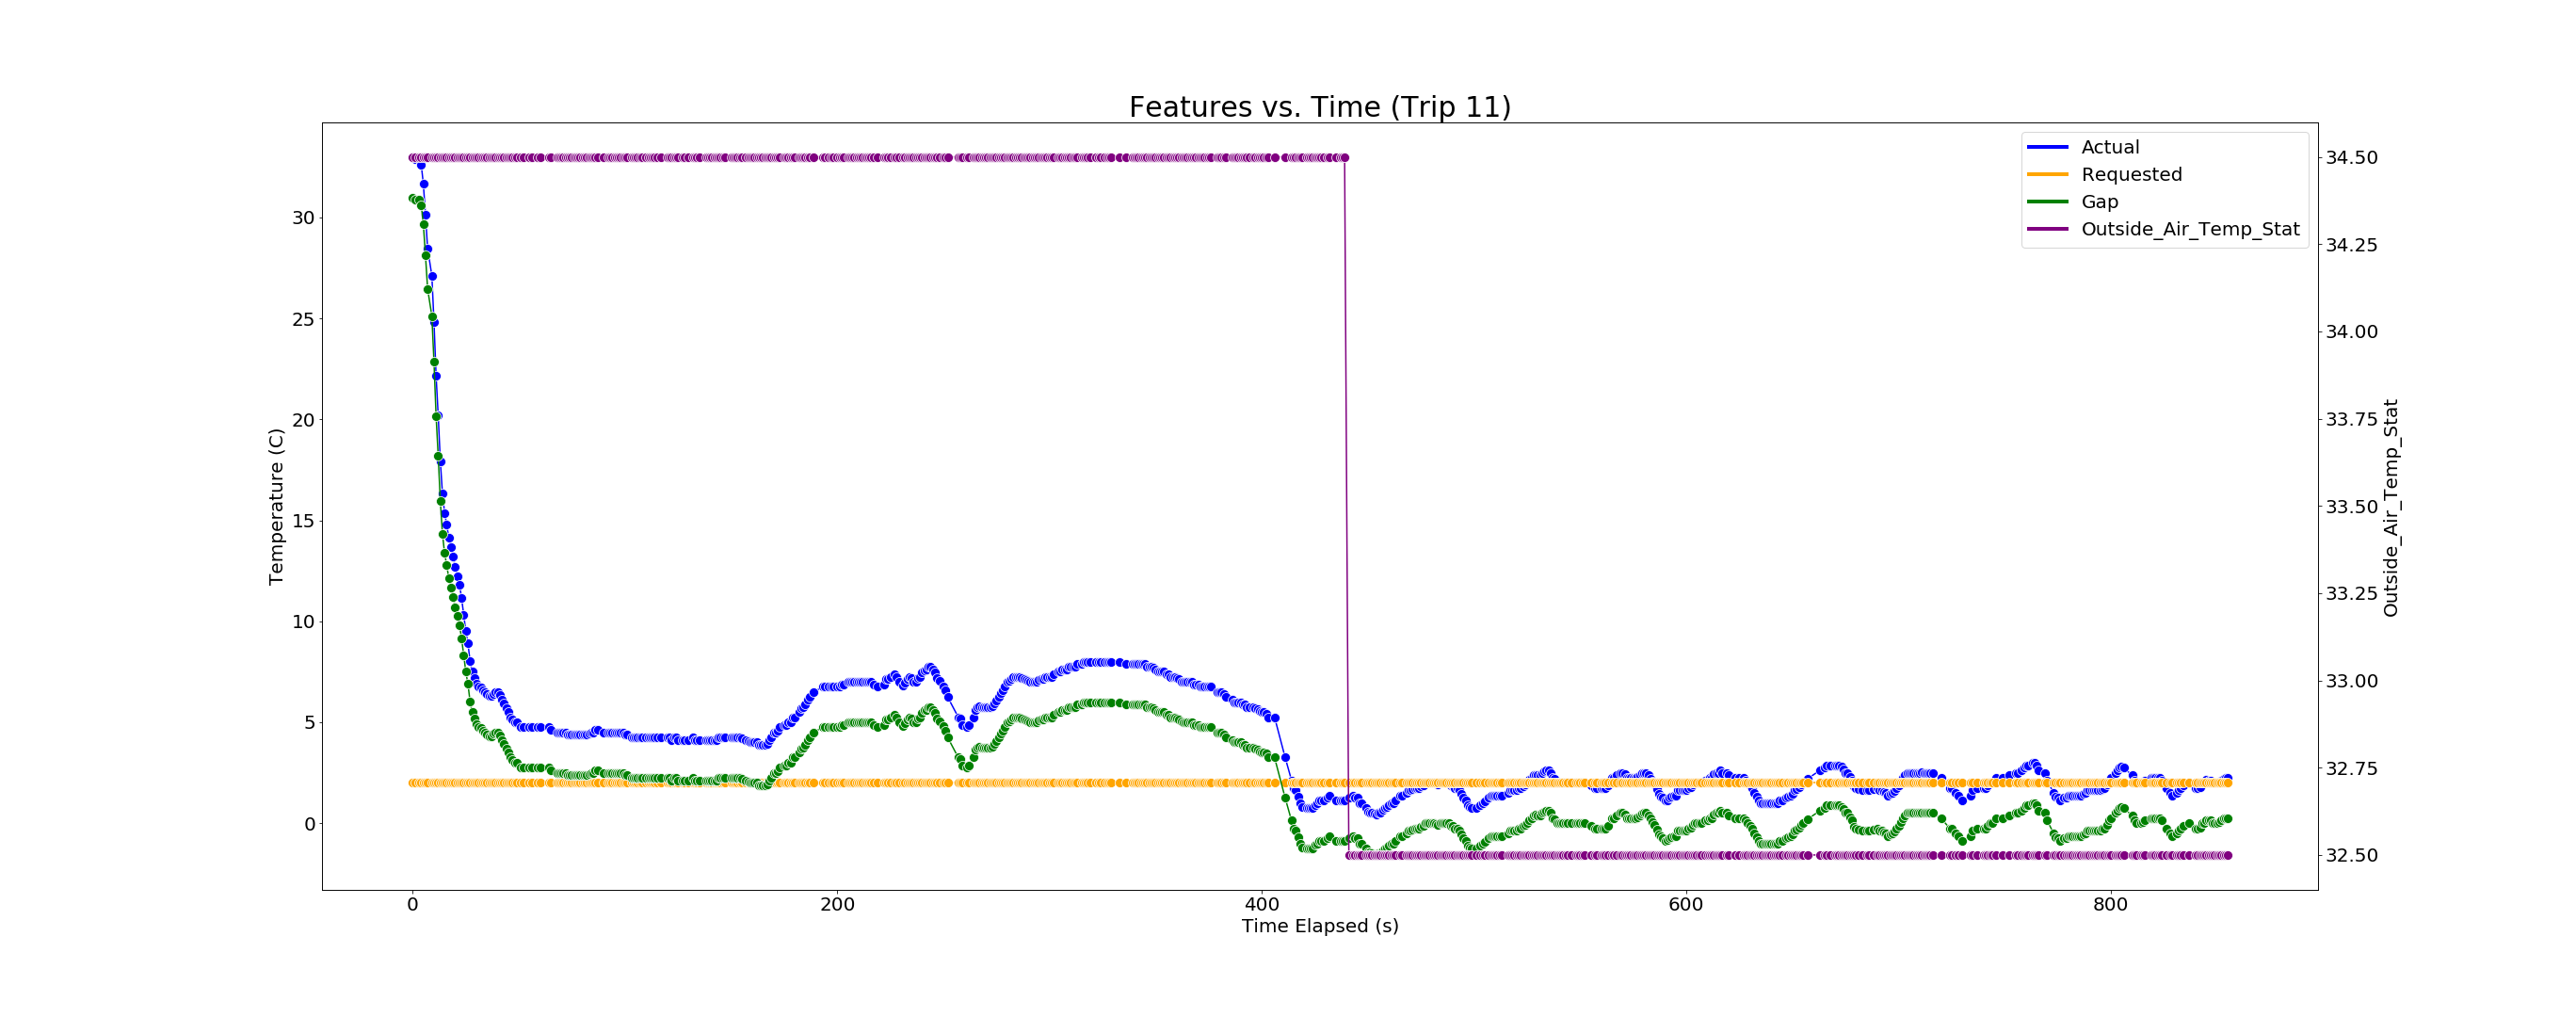 Features vs. Time (Trip 11)
Actual
Requested
Gap
Outside_Air_Temp_Stat
Temperature (C)
30
25
20
15
10
5
0
34.50
34.25
34.00
33.75
33.50
33.25
33.00
32.75
32.50
Outside_Air_Temp_Stat
0 200 400 600 800
Time Elapsed (s)